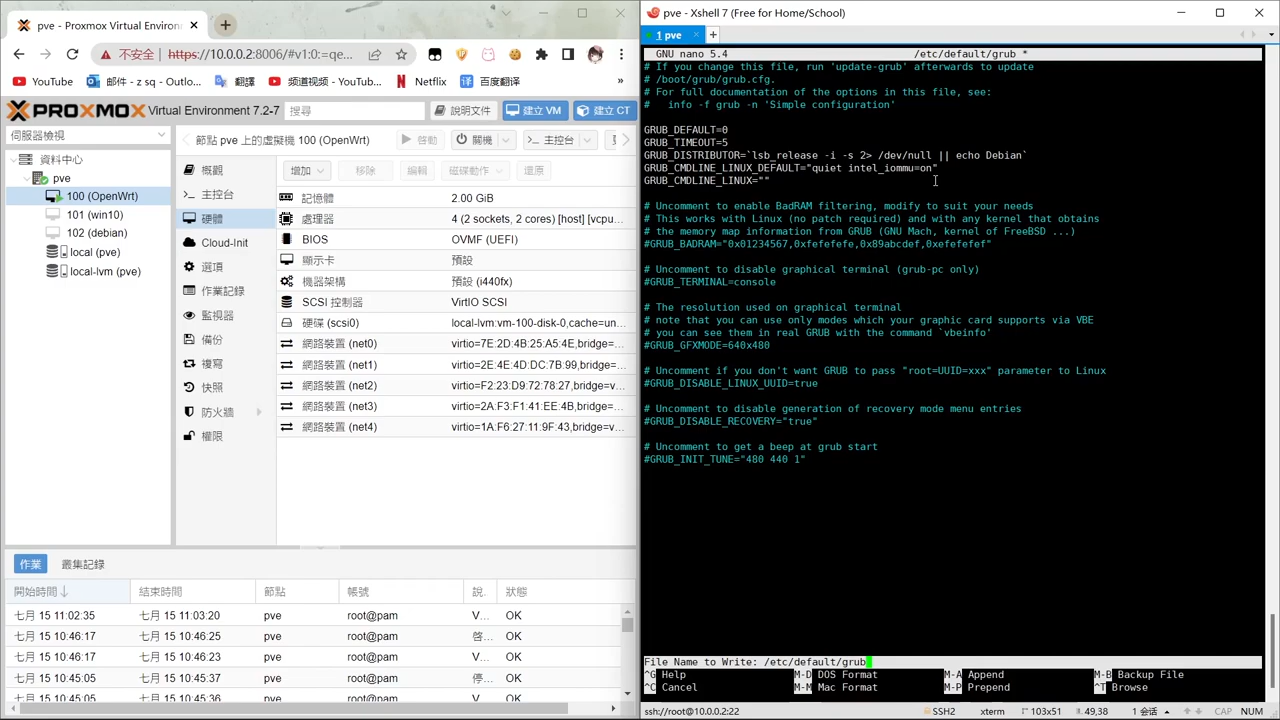 pve - Proxmox Virtual Environ
不安全
https://10.0.0.2:8006/#v1:0:=qe...
YouTube
邮件 - z sq - Outlo...
频道视频 - YouTube
Netflix
百度翻译
»
PROXMOX Virtual Environment 7.2-7
搜尋
說明文件
建立 VM
建立 CT
伺服器檢視
節點 pve 上的虛擬機 100 (OpenWrt)
啓動
關機
主控台
資料中心
pve
100 (OpenWrt)
101 (win10)
102 (debian)
local (pve)
local-lvm (pve)
概觀
主控台
硬體
Cloud-Init
選項
作業記錄
監視器
備份
複寫
快照
防火牆
權限
增加
移除
編輯
磁碟動作
還原
記憶體 2.00 GiB
處理器 4 (2 sockets, 2 cores) [host] [vcpu...
BIOS OVMF (UEFI)
顯示卡 預設
機器架構 預設 (i440fx)
SCSI 控制器 VirtIO SCSI
硬碟 (scsi0) local-lvm:vm-100-disk-0,cache=un...
網路裝置 (net0) virtio=7E:2D:4B:25:A5:4E,bridge=...
網路裝置 (net1) virtio=2E:4E:4D:DC:7B:99,bridge=...
網路裝置 (net2) virtio=F2:23:D9:72:78:27,bridge=...
網路裝置 (net3) virtio=2A:F3:F1:41:EE:4B,bridge=...
網路裝置 (net4) virtio=1A:F6:27:11:9F:43,bridge=...
作業
叢集記錄
開始時間↓ 結束時間 節點 帳號 說. 狀態
七月 15 11:02:35 七月 15 11:03:20 pve root@pam V... OK
七月 15 10:46:17 七月 15 10:46:25 pve root@pam 啓... OK
七月 15 10:46:17 七月 15 10:46:23 pve root@pam V... OK
七月 15 10:45:07 七月 15 10:45:37 pve root@pam 停... OK
七月 15 10:45:05 七月 15 10:45:36 pve root@pam V... OK
pve - Xshell 7 (Free for Home/School)
1 pve
GNU nano 5.4 /etc/default/grub *
# If you change this file, run 'update-grub' afterwards to update
# /boot/grub/grub.cfg.
# For full documentation of the options in this file, see:
#   info -f grub -n 'Simple configuration'
GRUB_DEFAULT=0
GRUB_TIMEOUT=5
GRUB_DISTRIBUTOR=`lsb_release -i -s 2> /dev/null || echo Debian`
GRUB_CMDLINE_LINUX_DEFAULT="quiet intel_iommu=on"
GRUB_CMDLINE_LINUX=""
# Uncomment to enable BadRAM filtering, modify to suit your needs
# This works with Linux (no patch required) and with any kernel that obtains
# the memory map information from GRUB (GNU Mach, kernel of FreeBSD ...)
#GRUB_BADRAM="0x01234567,0xfefefefe,0x89abcdef,0xefefefef"
# Uncomment to disable graphical terminal (grub-pc only)
#GRUB_TERMINAL=console
# The resolution used on graphical terminal
# note that you can use only modes which your graphic card supports via VBE
# you can see them in real GRUB with the command `vbeinfo'
#GRUB_GFXMODE=640x480
# Uncomment if you don't want GRUB to pass "root=UUID=xxx" parameter to Linux
#GRUB_DISABLE_LINUX_UUID=true
# Uncomment to disable generation of recovery mode menu entries
#GRUB_DISABLE_RECOVERY="true"
# Uncomment to get a beep at grub start
#GRUB_INIT_TUNE="480 440 1"
File Name to Write: /etc/default/grub
^G Help M-D DOS Format M-A Append M-B Backup File
^C Cancel M-M Mac Format M-P Prepend ^T Browse
ssh://root@10.0.0.2:22 SSH2 xterm 103x51 49,38 1 会话 CAP NUM